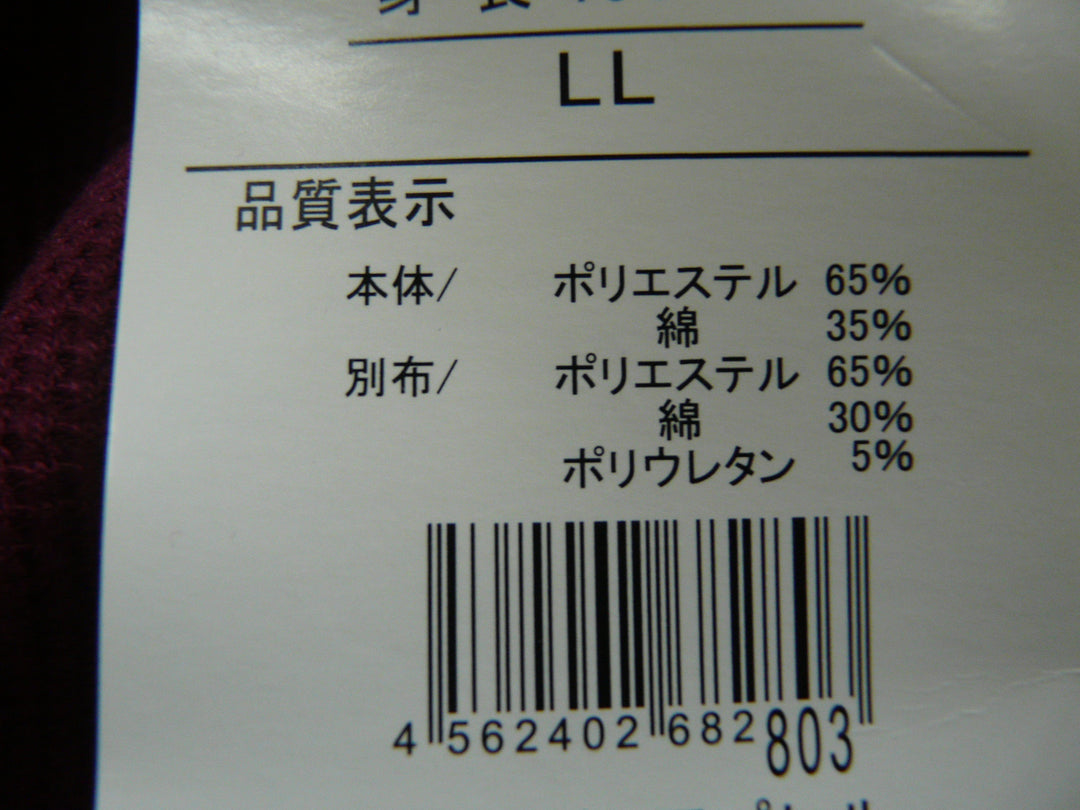 LL
品質表示
本体/ ポリエステル 65%
綿 35%
別布/ ポリエステル 65%
綿 30%
ポリウレタン 5%
4 562402 682803